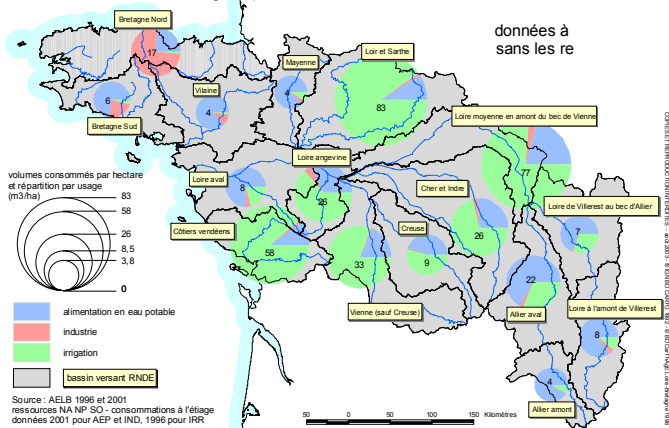 Bretagne Nord
données à
sans les re
17
Mayenne
Loir et Sarthe
4
83
Vilaine
6
4
Bretagne Sud
Loire moyenne en amont du bec de Vienne
77
Loire angevine
Loire aval
8
26
Cher et Indre
26
Loire de Villerest au bec d'Allier
7
Côtiers vendéens
58
33
Creuse
9
22
Vienne (sauf Creuse)
Allier aval
Loire à l'amont de Villerest
8
4
Allier amont
volumes consommés par hectare
et répartition par usage
(m3/ha)
83
58
26
8,5
3,8
0
alimentation en eau potable
industrie
irrigation
bassin versant RNDE
Source : AELB 1996 et 2001
ressources NA NP SO - consommations à l'étiage
données 2001 pour AEP et IND, 1996 pour IRR
50 0 50 100 150 Kilomètres